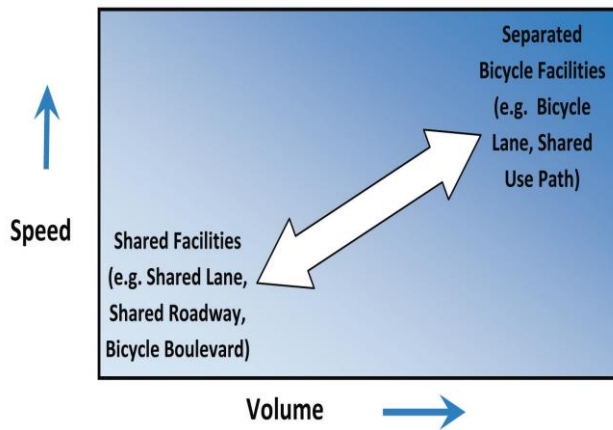 Separated
Bicycle Facilities
(e.g. Bicycle
Lane, Shared
Use Path)
Speed
Shared Facilities
(e.g. Shared Lane,
Shared Roadway,
Bicycle Boulevard)
Volume